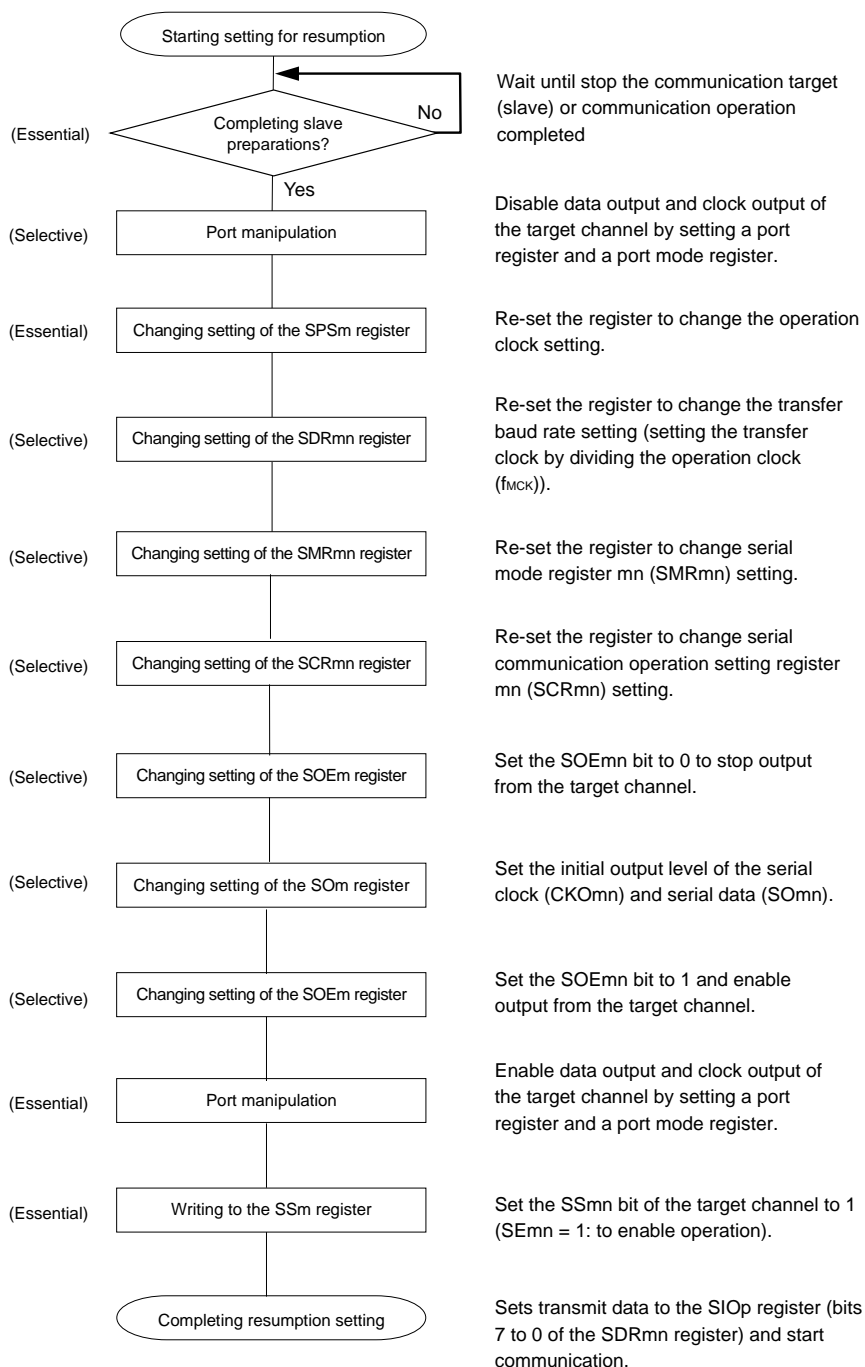 Starting setting for resumption
Wait until stop the communication target
(slave) or communication operation
completed
No
(Essential)
Completing slave
preparations?
Yes
Disable data output and clock output of
the target channel by setting a port
register and a port mode register.
(Selective)
Port manipulation
(Essential)
Changing setting of the SPSm register
Re-set the register to change the operation
clock setting.
(Selective)
Changing setting of the SDRmn register
Re-set the register to change the transfer
baud rate setting (setting the transfer
clock by dividing the operation clock
(fMCK)).
(Selective)
Changing setting of the SMRmn register
Re-set the register to change serial
mode register mn (SMRmn) setting.
(Selective)
Changing setting of the SCRmn register
Re-set the register to change serial
communication operation setting register
mn (SCRmn) setting.
(Selective)
Changing setting of the SOEm register
Set the SOEmn bit to 0 to stop output
from the target channel.
(Selective)
Changing setting of the SOm register
Set the initial output level of the serial
clock (CKOmn) and serial data (SOmn).
(Selective)
Changing setting of the SOEm register
Set the SOEmn bit to 1 and enable
output from the target channel.
(Essential)
Port manipulation
Enable data output and clock output of
the target channel by setting a port
register and a port mode register.
(Essential)
Writing to the SSm register
Set the SSmn bit of the target channel to 1
(SEmn = 1: to enable operation).
Completing resumption setting
Sets transmit data to the SIOp register (bits
7 to 0 of the SDRmn register) and start
communication.